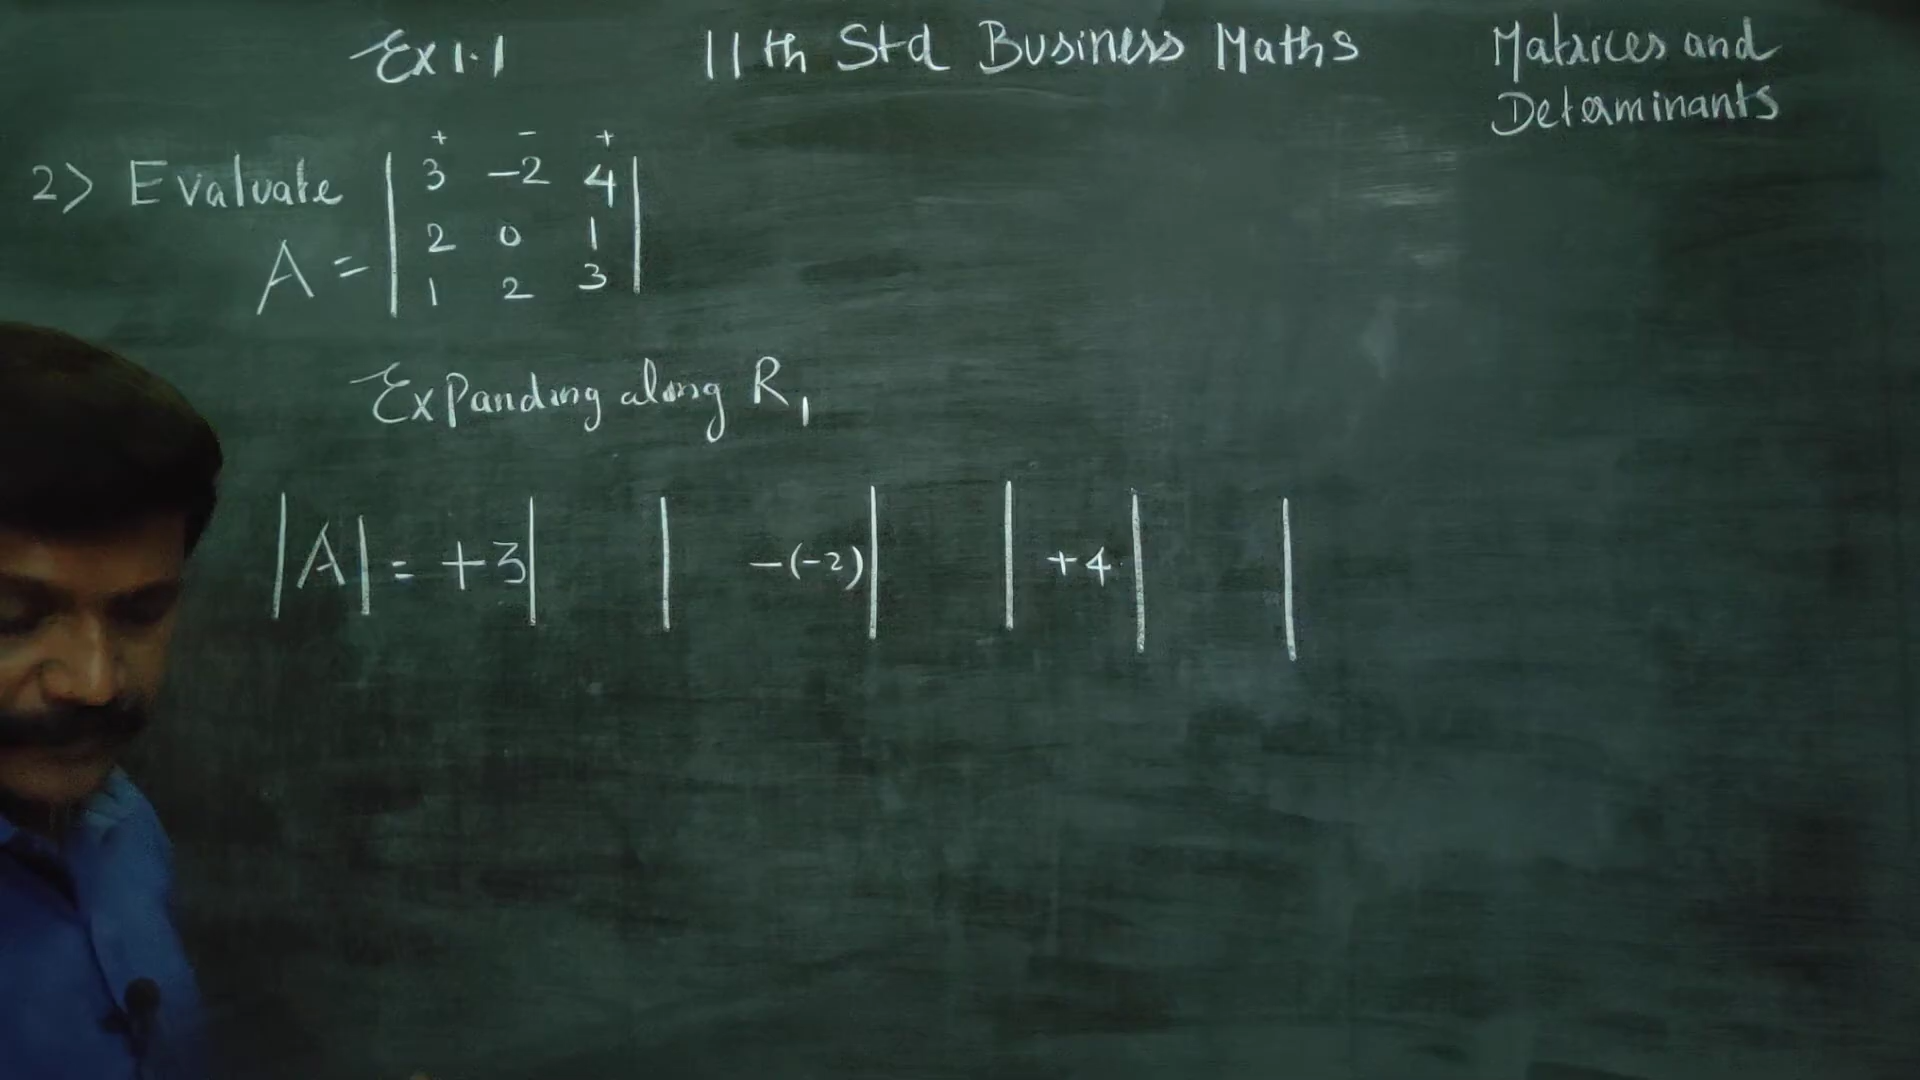 Ex 1.1 11th Std Business Maths Matrices and
Determinants
+ - +
2> Evaluate | 3 -2 4 |
A = | 2 0 1 |
| 1 2 3 |
Expanding along R1
|A| = +3| | -(-2)| | +4| |